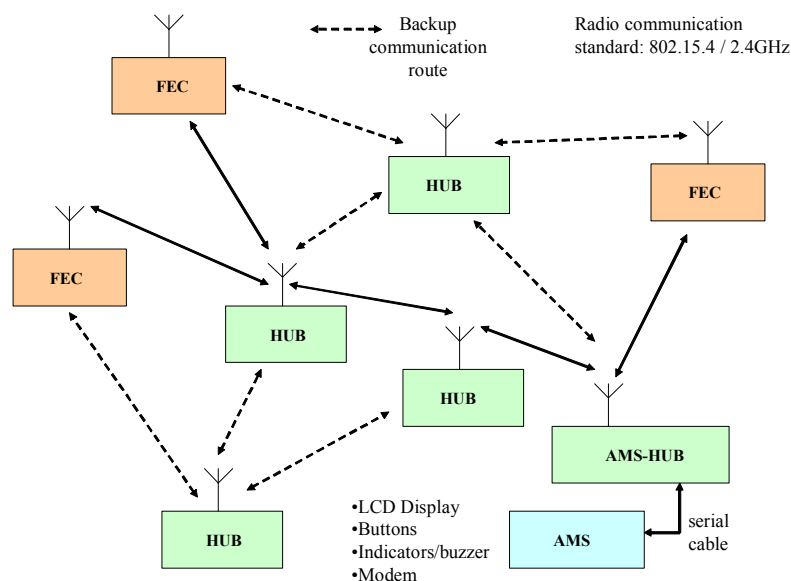 Backup
communication
route
Radio communication
standard: 802.15.4 / 2.4GHz
FEC
HUB
FEC
FEC
HUB
HUB
AMS-HUB
HUB
•LCD Display
•Buttons
•Indicators/buzzer
•Modem
AMS
serial
cable